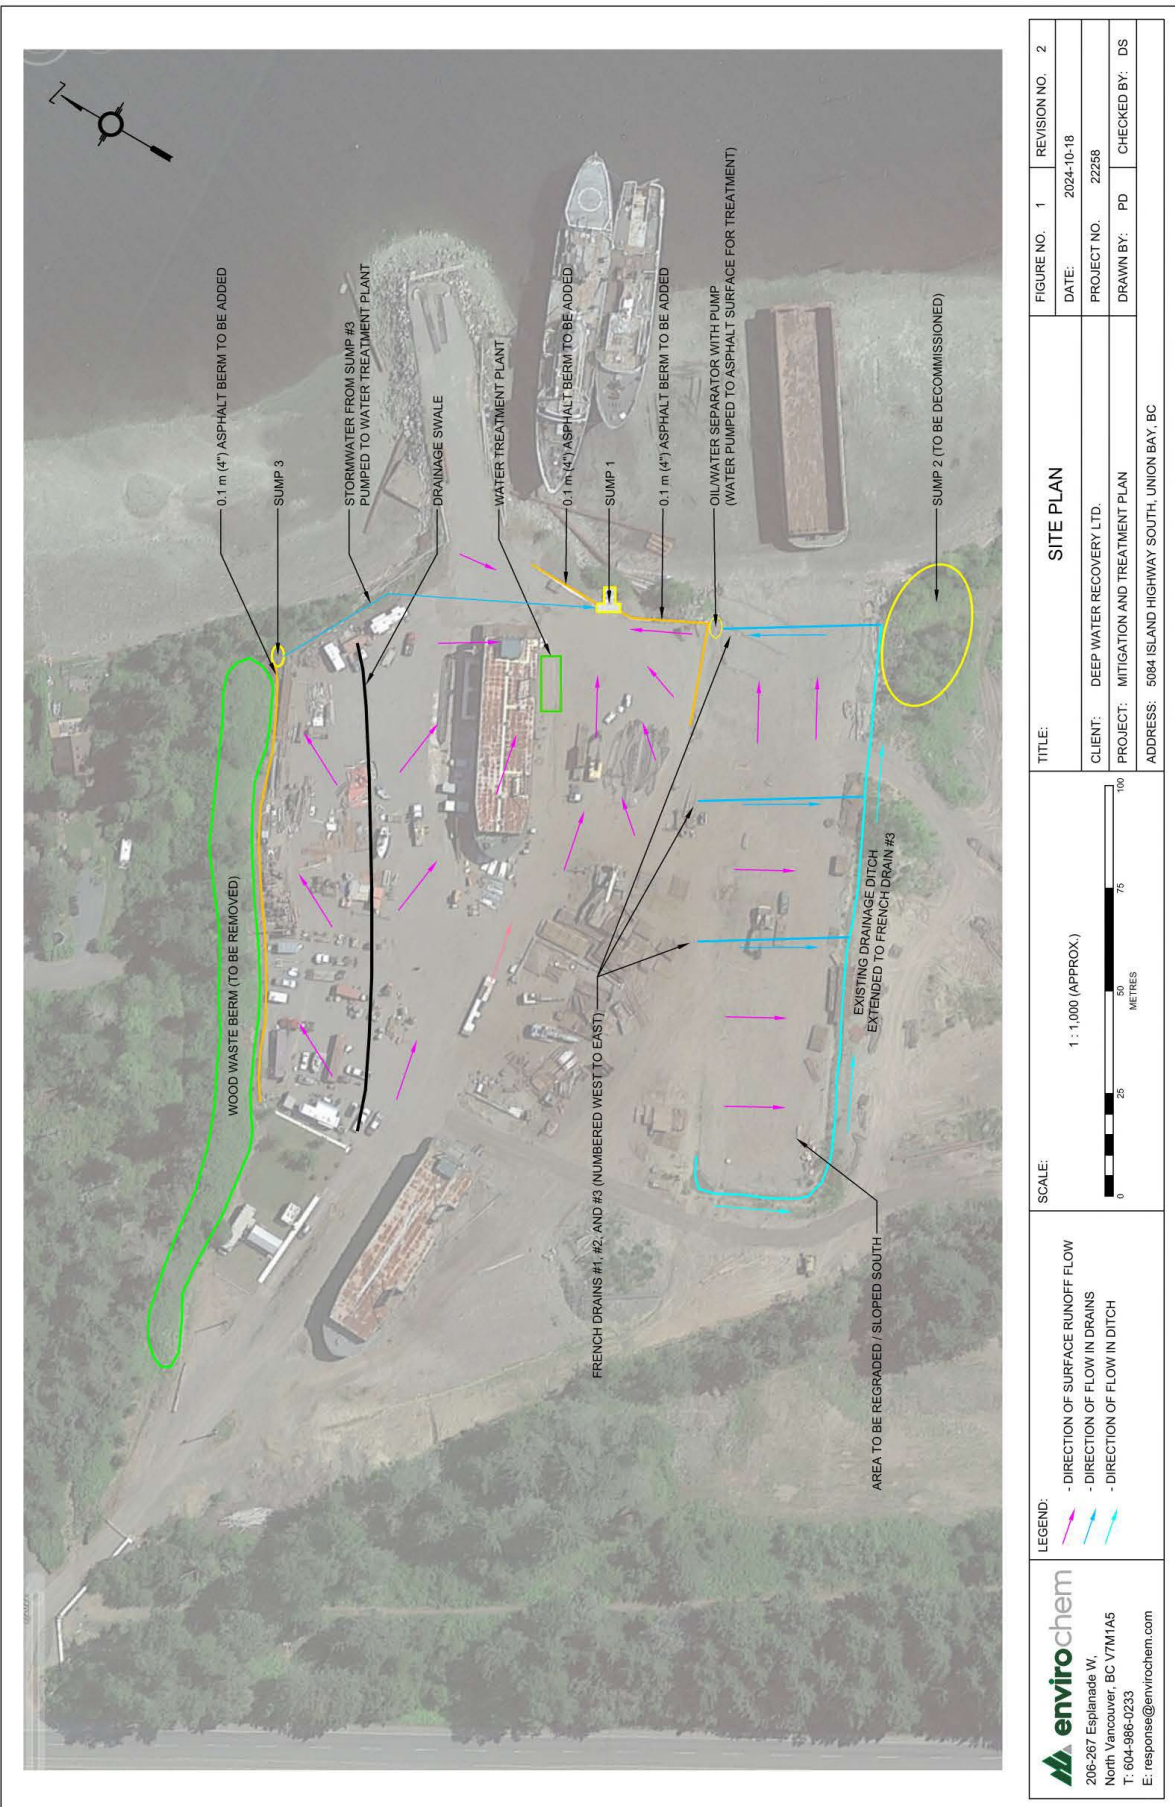 0.1 m (4") ASPHALT BERM TO BE ADDED
SUMP 3
STORMWATER FROM SUMP #3
PUMPED TO WATER TREATMENT PLANT
DRAINAGE SWALE
WATER TREATMENT PLANT
0.1 m (4") ASPHALT BERM TO BE ADDED
SUMP 1
0.1 m (4") ASPHALT BERM TO BE ADDED
OIL/WATER SEPARATOR WITH PUMP
(WATER PUMPED TO ASPHALT SURFACE FOR TREATMENT)
SUMP 2 (TO BE DECOMMISSIONED)
WOOD WASTE BERM (TO BE REMOVED)
FRENCH DRAINS #1, #2, AND #3 (NUMBERED WEST TO EAST)
EXISTING DRAINAGE DITCH
EXTENDED TO FRENCH DRAIN #3
AREA TO BE REGRADED / SLOPED SOUTH
envirochem
206-267 Esplanade W,
North Vancouver, BC V7M1A5
T: 604-986-0233
E: response@envirochem.com
LEGEND:
- DIRECTION OF SURFACE RUNOFF FLOW
- DIRECTION OF FLOW IN DRAINS
- DIRECTION OF FLOW IN DITCH
SCALE:
1 : 1,000 (APPROX.)
0 25 50 75 100
METRES
TITLE:
SITE PLAN
CLIENT: DEEP WATER RECOVERY LTD.
PROJECT: MITIGATION AND TREATMENT PLAN
ADDRESS: 5084 ISLAND HIGHWAY SOUTH, UNION BAY, BC
FIGURE NO. 1 REVISION NO. 2
DATE: 2024-10-18
PROJECT NO. 22258
DRAWN BY: PD CHECKED BY: DS